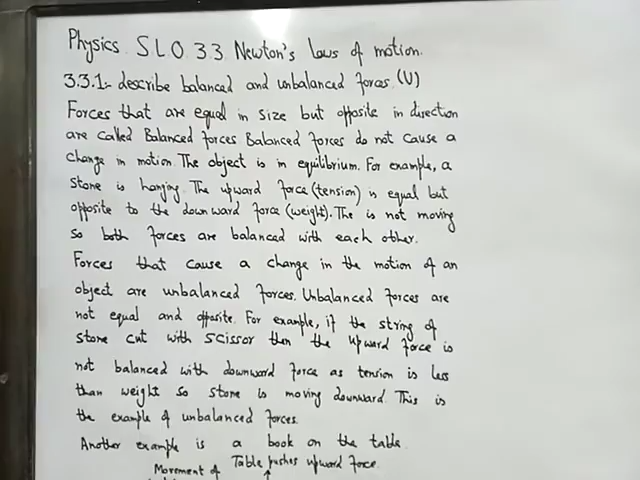 Physics SLO 3.3 Newton's laws of motion.
3.3.1:- describe balanced and unbalanced forces (U)
Forces that are equal in size but opposite in direction
are called Balanced forces Balanced forces do not cause a
change in motion. The object is in equilibrium. For example, a
stone is hanging. The upward force (tension) is equal but
opposite to the downward force (weight). The is not moving
so both forces are balanced with each other.
Forces that cause a change in the motion of an
object are unbalanced forces. Unbalanced forces are
not equal and opposite. For example, if the string of
stone cut with scissor then the upward force is
not balanced with downward force as tension is less
than weight so stone is moving downward. This is
the example of unbalanced forces.
Another example is a book on the table.
Movement of Table pushes upward force.